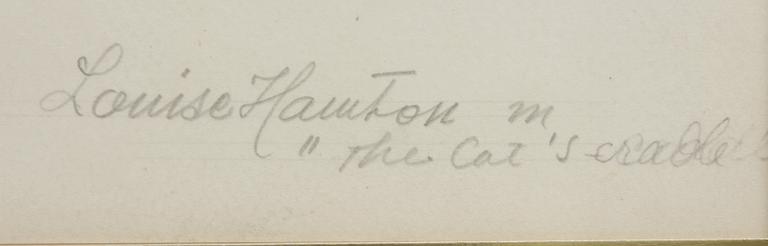 Louise Hamton in
"The Cat's cradle"